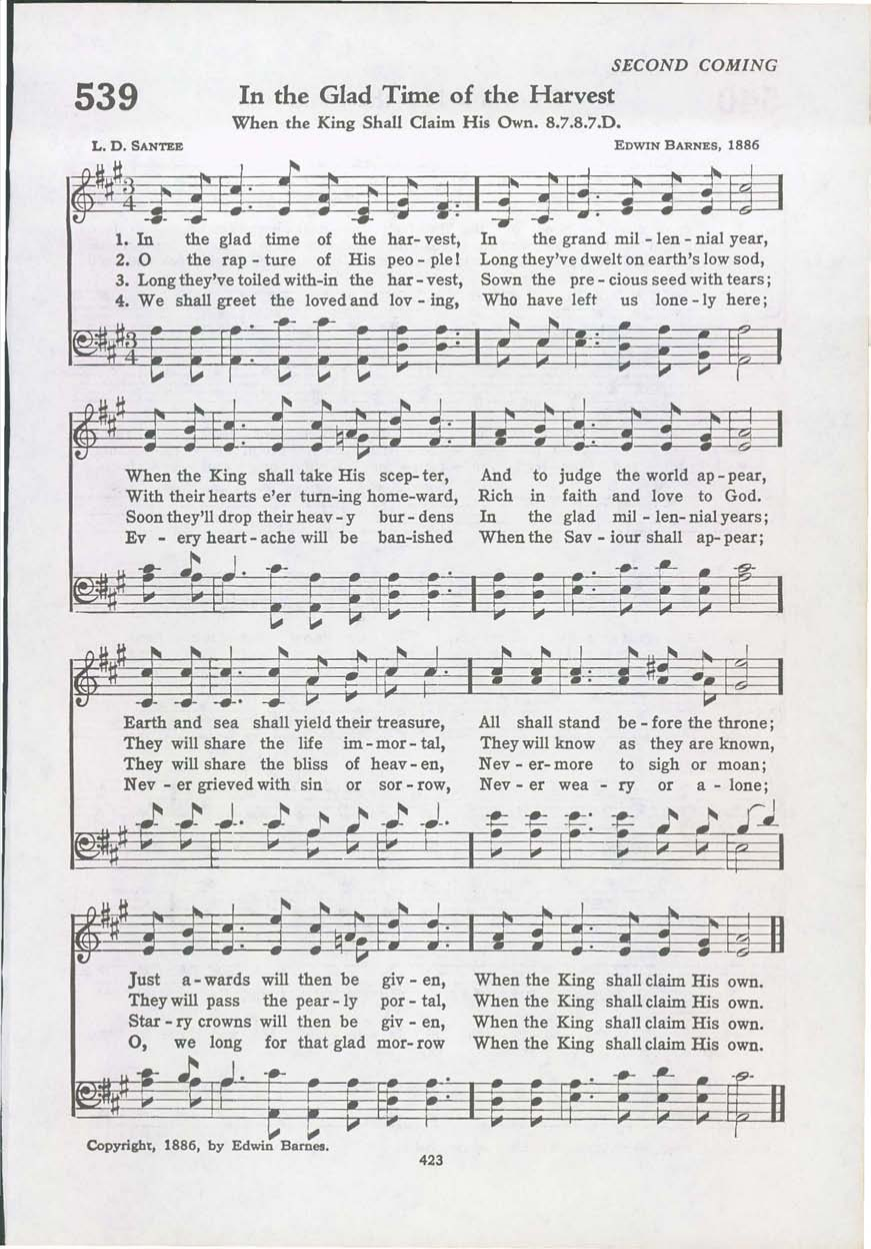 SECOND COMING
539
In the Glad Time of the Harvest
When the King Shall Claim His Own. 8.7.8.7.D.
L. D. SANTEE
EDWIN BARNES, 1886
3
4
1. In the glad time of the har-vest, In the grand mil-len-nial year,
2. O the rap-ture of His peo-ple! Long they've dwelt on earth's low sod,
3. Long they've toiled with-in the har-vest, Sown the pre-cious seed with tears;
4. We shall greet the loved and lov-ing, Who have left us lone-ly here;
3
4
When the King shall take His scep-ter, And to judge the world ap-pear,
With their hearts e'er turn-ing home-ward, Rich in faith and love to God.
Soon they'll drop their heav-y bur-dens In the glad mil-len-nial years;
Ev-ery heart-ache will be ban-ished When the Sav-iour shall ap-pear;
Earth and sea shall yield their treasure, All shall stand be-fore the throne;
They will share the life im-mor-tal, They will know as they are known,
They will share the bliss of heav-en, Nev-er-more to sigh or moan;
Nev-er grieved with sin or sor-row, Nev-er wea-ry or a-lone;
Just a-wards will then be giv-en, When the King shall claim His own.
They will pass the pear-ly por-tal, When the King shall claim His own.
Star-ry crowns will then be giv-en, When the King shall claim His own.
O, we long for that glad mor-row When the King shall claim His own.
Copyright, 1886, by Edwin Barnes.
423